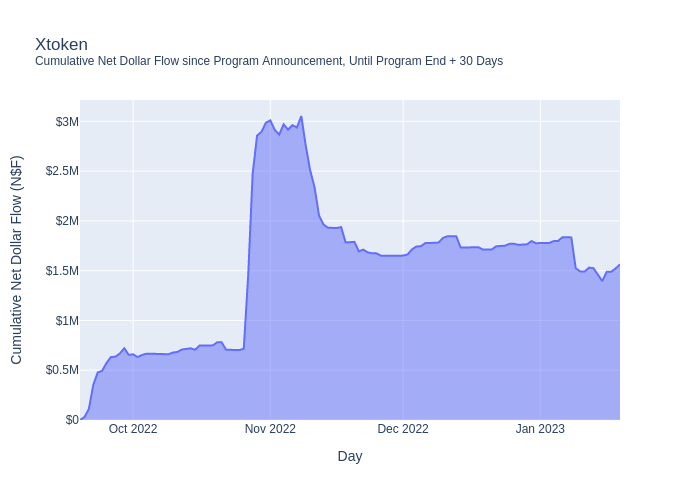 Xtoken
Cumulative Net Dollar Flow since Program Announcement, Until Program End + 30 Days
Cumulative Net Dollar Flow (N$F)
$3M
$2.5M
$2M
$1.5M
$1M
$0.5M
$0
Oct 2022
Nov 2022
Dec 2022
Jan 2023
Day